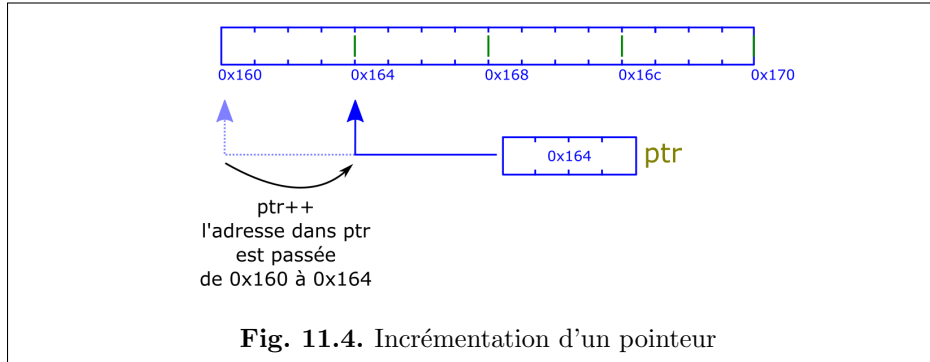 0x160 0x164 0x168 0x16c 0x170
0x164 ptr
ptr++
l'adresse dans ptr
est passée
de 0x160 à 0x164
Fig. 11.4. Incrémentation d'un pointeur